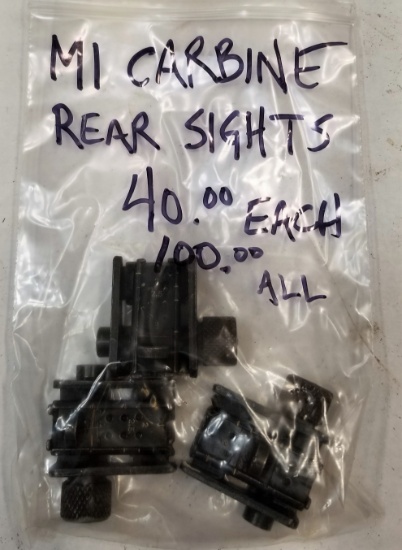 M1 CARBINE
REAR SIGHTS
40.00 EACH
100.00
ALL